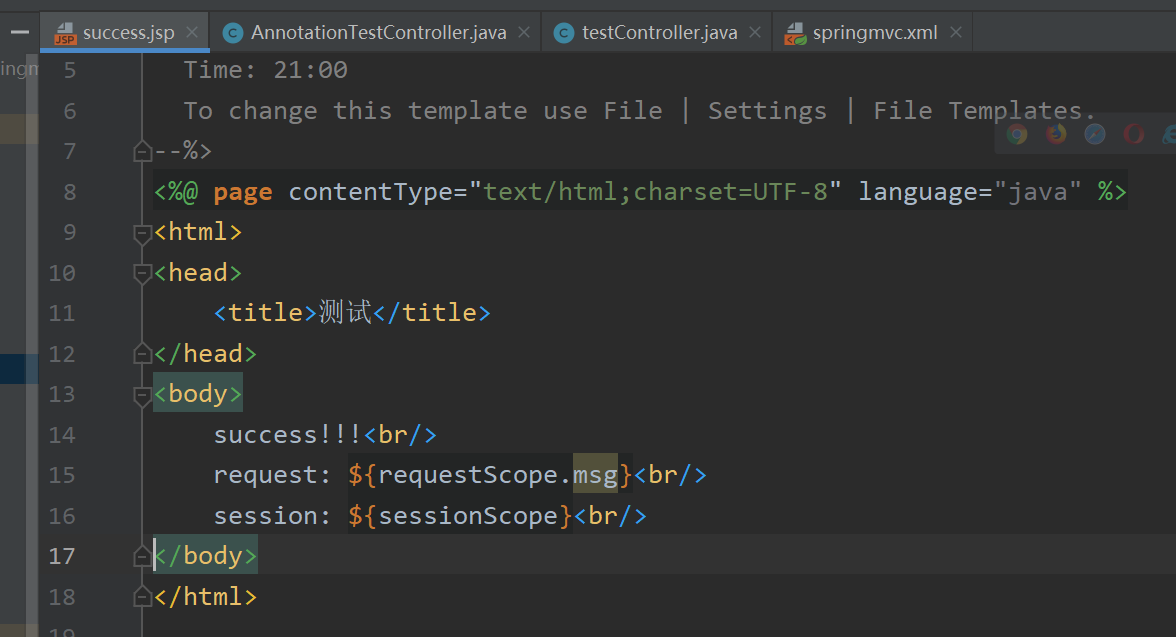 success.jsp AnnotationTestController.java testController.java springmvc.xml
5 Time: 21:00
6 To change this template use File | Settings | File Templates.
7 --%>
8 <%@ page contentType="text/html;charset=UTF-8" language="java" %>
9 <html>
10 <head>
11 <title>测试</title>
12 </head>
13 <body>
14 success!!!<br/>
15 request: ${requestScope.msg}<br/>
16 session: ${sessionScope}<br/>
17 </body>
18 </html>